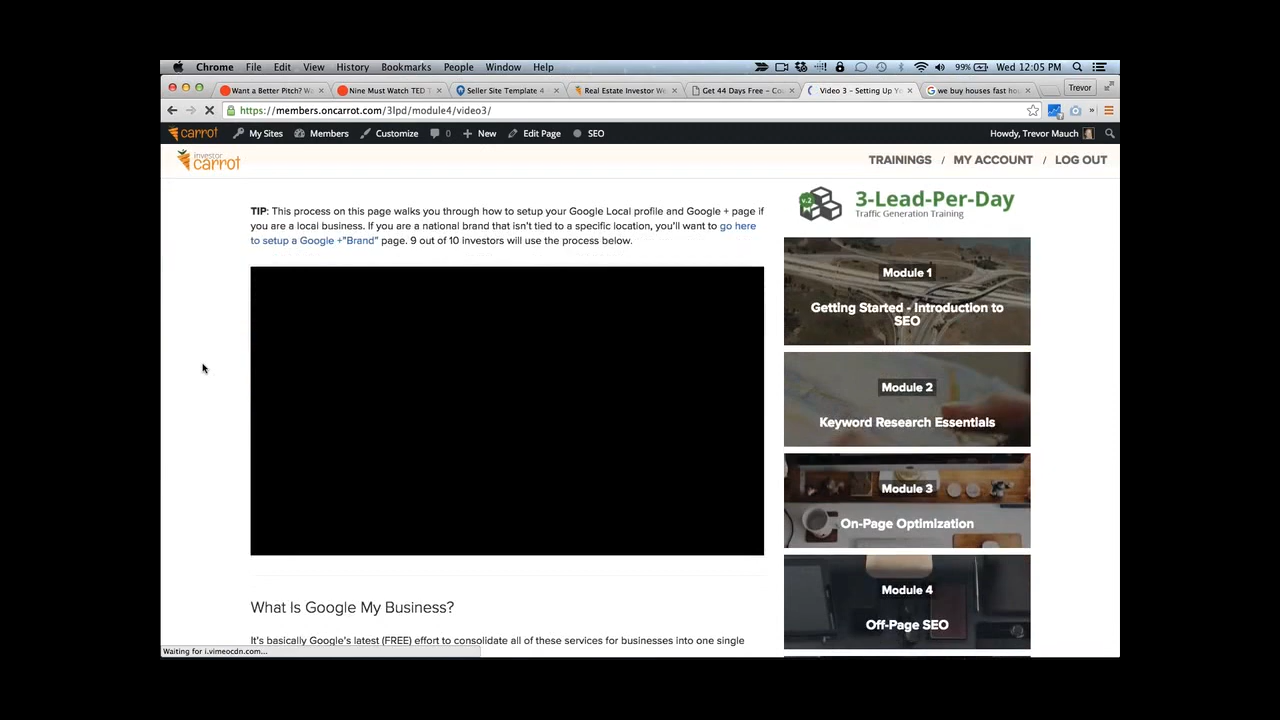 Chrome File Edit View History Bookmarks People Window Help 99% Wed 12:05 PM
Want a Better Pitch? W
Nine Must Watch TED T
Seller Site Template 4
Real Estate Investor We
Get 44 Days Free – Co
Video 3 – Setting Up Y
we buy houses fast ho
Trevor
https://members.oncarrot.com/3lpd/module4/video3/
carrot My Sites Members Customize 0 New Edit Page SEO Howdy, Trevor Mauch
investor
carrot
TRAININGS / MY ACCOUNT / LOG OUT
TIP: This process on this page walks you through how to setup your Google Local profile and Google + page if
you are a local business. If you are a national brand that isn't tied to a specific location, you'll want to go here
to setup a Google +"Brand" page. 9 out of 10 investors will use the process below.
What Is Google My Business?
It's basically Google's latest (FREE) effort to consolidate all of these services for businesses into one single
v.2
3-Lead-Per-Day
Traffic Generation Training
Module 1
Getting Started - Introduction to
SEO
Module 2
Keyword Research Essentials
Module 3
On-Page Optimization
Module 4
Off-Page SEO
Waiting for i.vimeocdn.com...